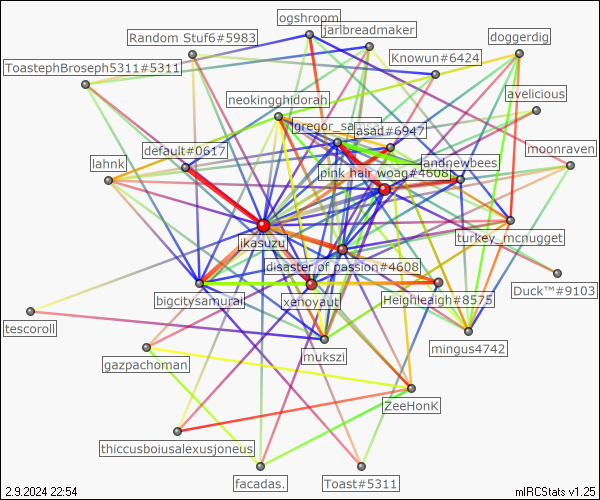 ogshroom
jarlbreadmaker
Random Stuf6#5983
doggerdig
Knowun#6424
ToastephBroseph5311#5311
avelicious
neokingghidorah
gregor_samsa
asad#6947
moonraven
default#0617
andnewbees
lahnk
pink hair woag#4608
turkey_mcnugget
ikasuzu
disaster of passion#4608
Duck™#9103
bigcitysamurai
xenoyaut
Heighleaigh#8575
tescoroll
mukszi
mingus4742
gazpachoman
ZeeHonK
thiccusboiusalexusjoneus
facadas.
Toast#5311
2.9.2024 22:54
mIRCStats v1.25